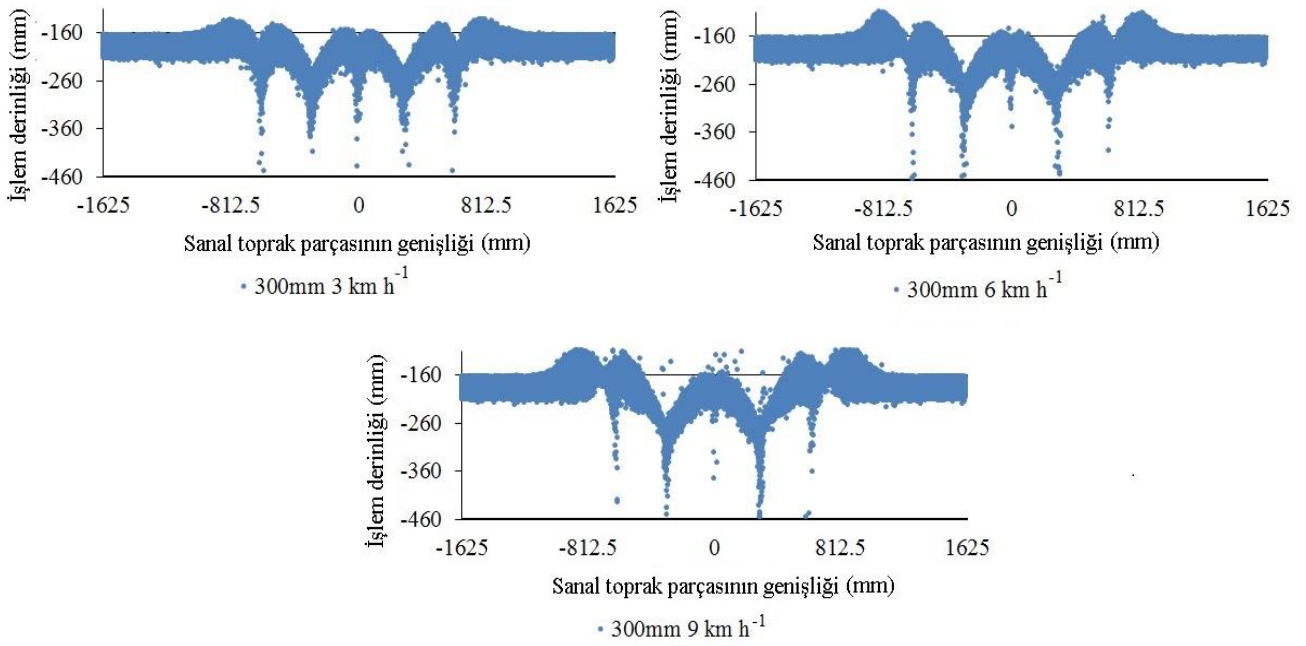 İşlem derinliği (mm)
-160
-260
-360
-460
-1625 -812.5 0 812.5 1625
Sanal toprak parçasının genişliği (mm)
300mm 3 km h-1
İşlem derinliği (mm)
-160
-260
-360
-460
-1625 -812.5 0 812.5 1625
Sanal toprak parçasının genişliği (mm)
300mm 6 km h-1
İşlem derinliği (mm)
-160
-260
-360
-460
-1625 -812.5 0 812.5 1625
Sanal toprak parçasının genişliği (mm)
300mm 9 km h-1